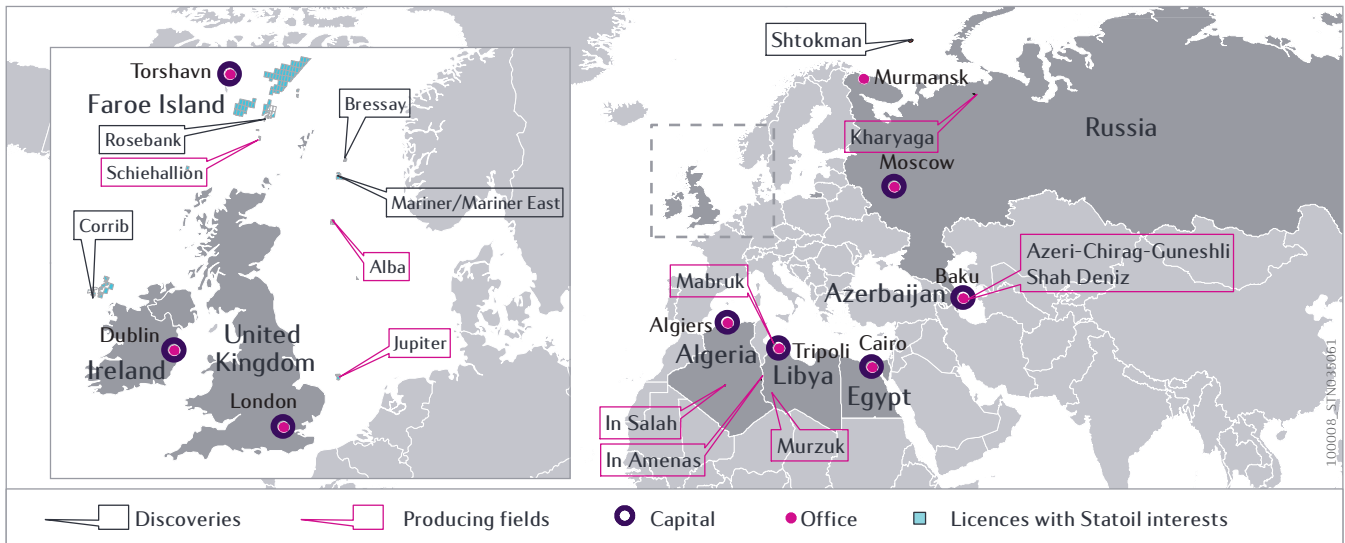 Shtokman
Torshavn
Murmansk
Faroe Island
Bressay
Rosebank
Kharyaga
Russia
Schiehallion
Moscow
Mariner/Mariner East
Corrib
Alba
Mabruk
Azeri-Chirag-Guneshli
Shah Deniz
Baku
Azerbaijan
Algiers
Dublin
Ireland
United
Kingdom
Jupiter
Algeria
Tripoli
Cairo
Libya
Egypt
London
In Salah
In Amenas
Murzuk
100008_STN035061
Discoveries
Producing fields
Capital
Office
Licences with Statoil interests